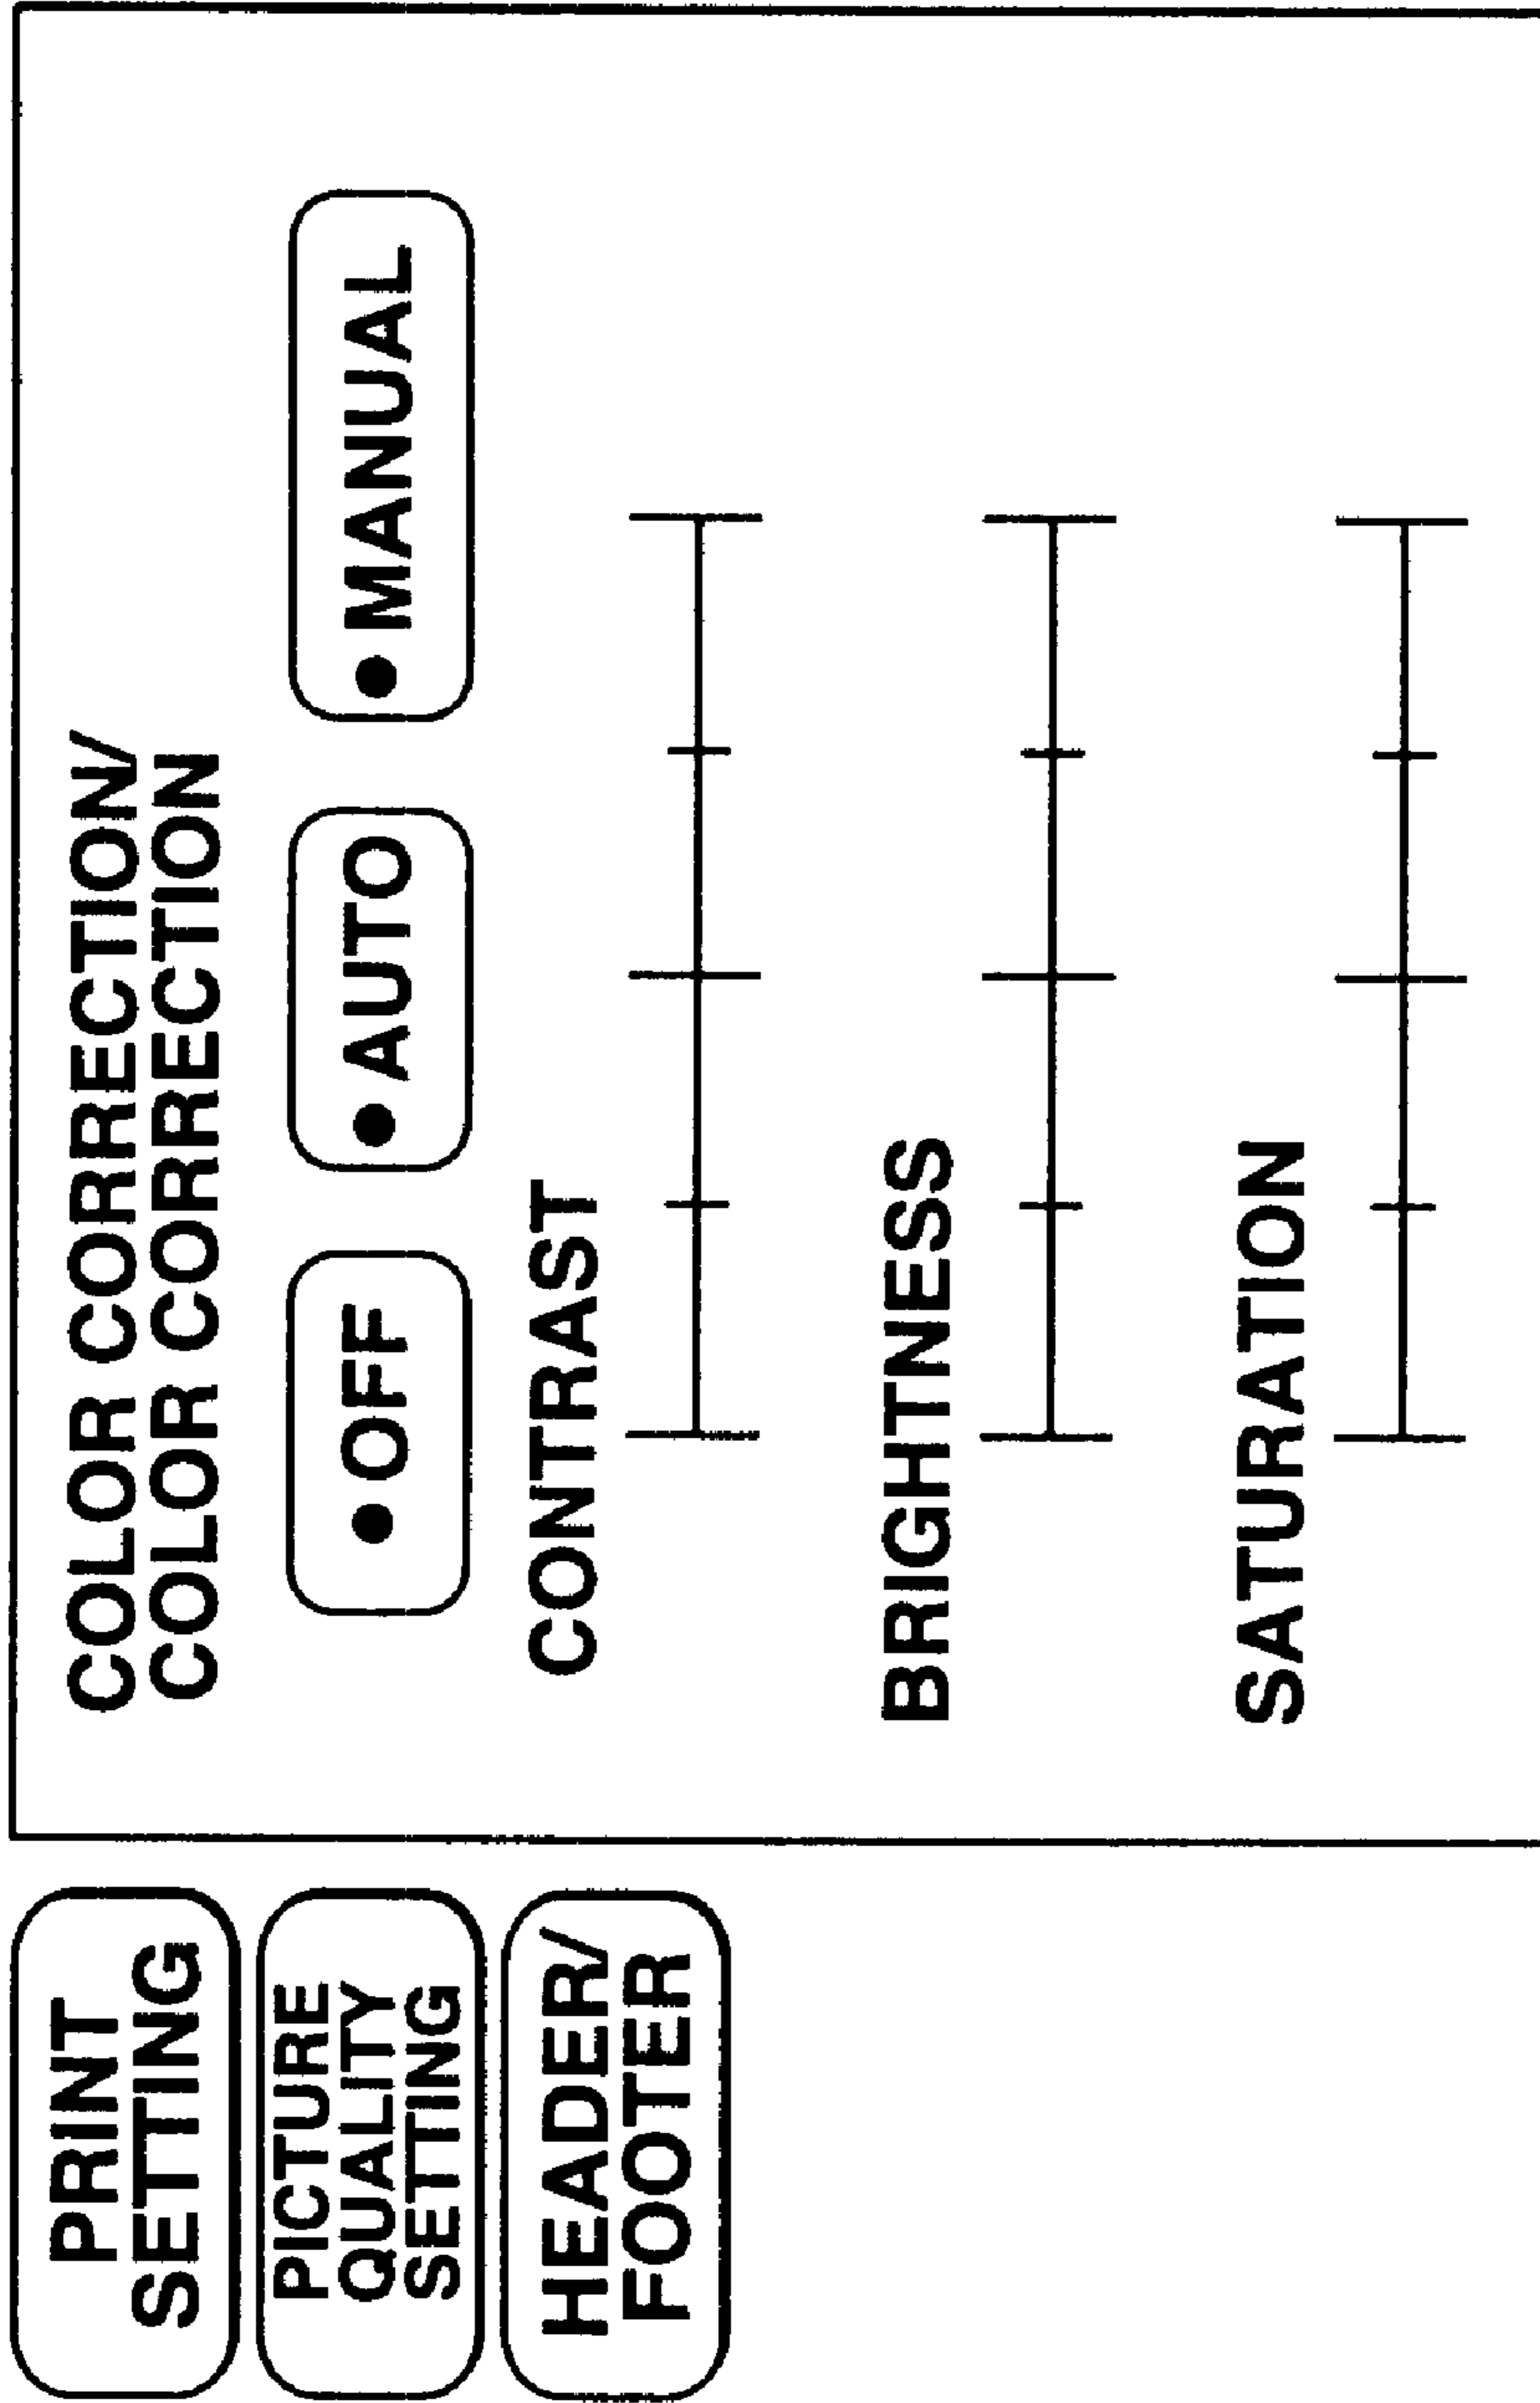 PRINT
SETTING
PICTURE
QUALITY
SETTING
HEADER/
FOOTER
COLOR CORRECTION/
COLOR CORRECTION
● OFF
● AUTO
● MANUAL
CONTRAST
BRIGHTNESS
SATURATION